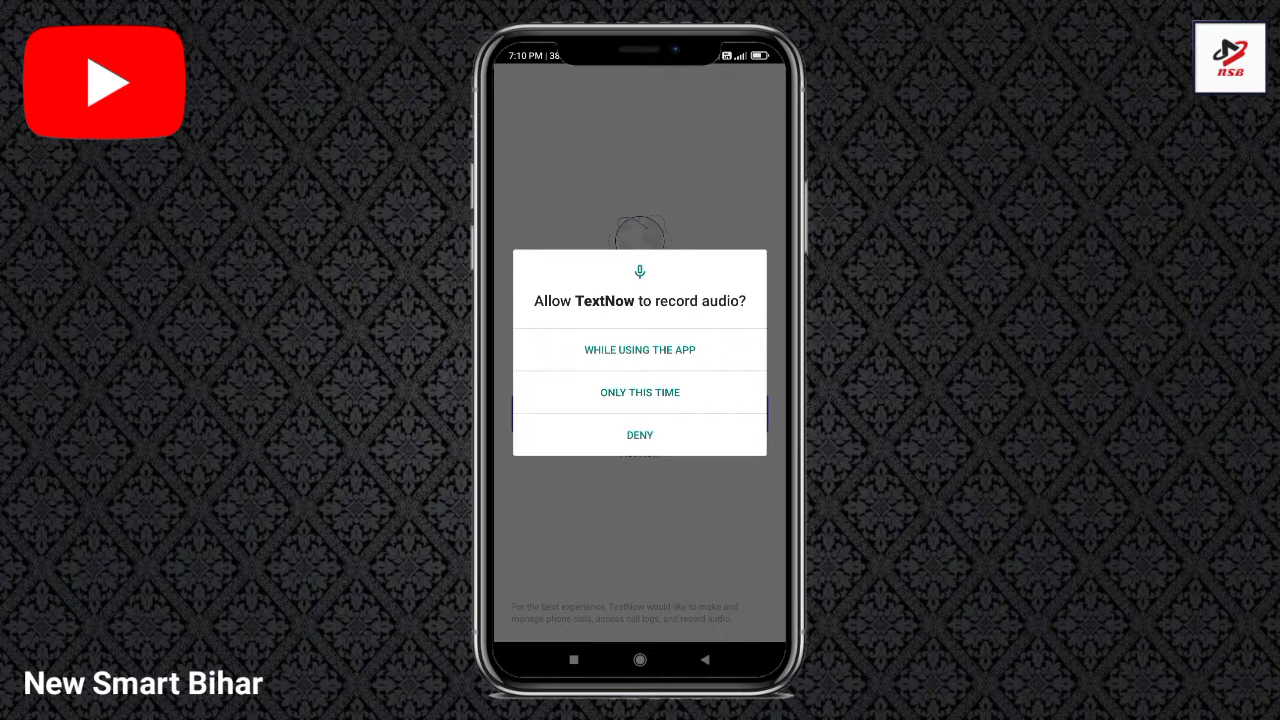 7:10 PM | 38
NSB
Allow TextNow to record audio?
WHILE USING THE APP
ONLY THIS TIME
DENY
For the best experience, TextNow would like to make and
manage phone calls, access call logs, and record audio.
New Smart Bihar